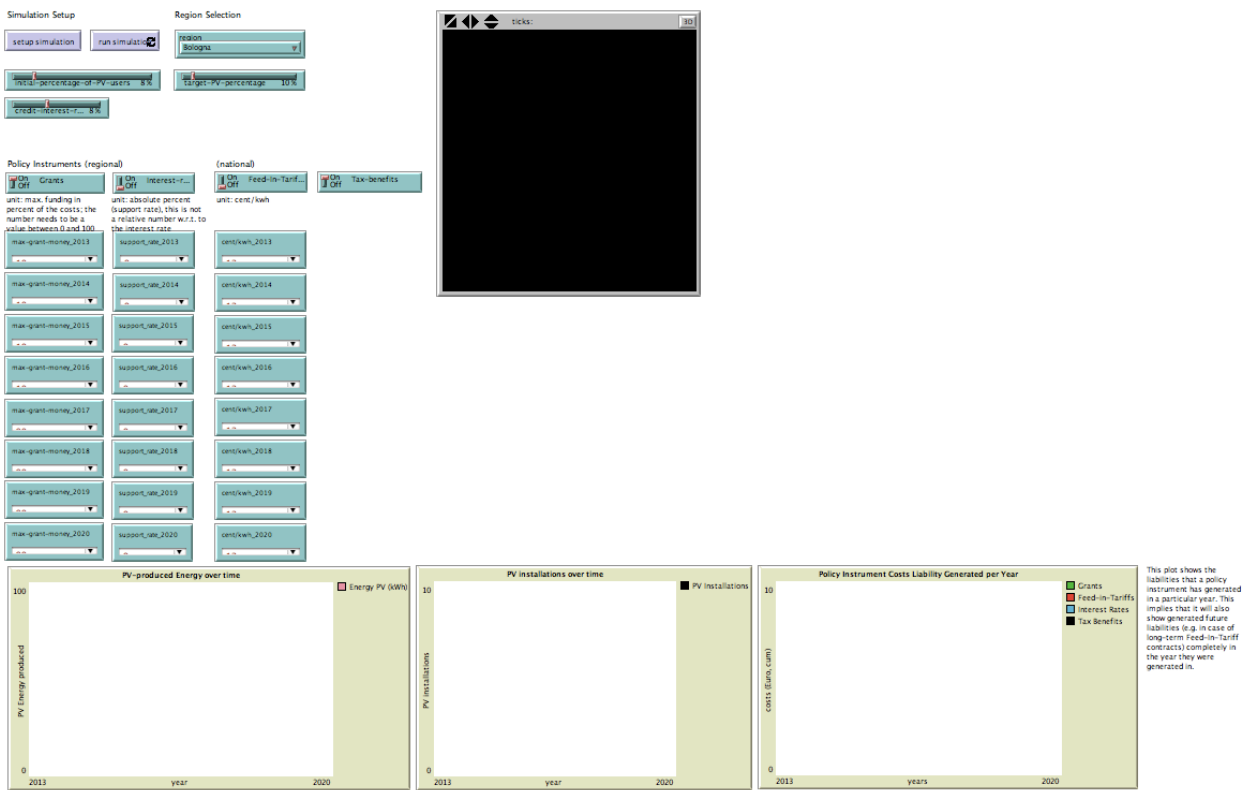 Simulation Setup
Region Selection
setup simulation
run simulatio
region
Bologna
initial-percentage-of-PV-users 8%
target-PV-percentage 10%
credit-interest-r... 8%
ticks:
3D
Policy Instruments (regional)
(national)
On
Off
Grants
On
Off
Interest-r...
On
Off
Feed-In-Tarif...
On
Off
Tax-benefits
unit: max. funding in
percent of the costs; the
number needs to be a
value between 0 and 100
unit: absolute percent
(support rate), this is not
a relative number w.r.t. to
the interest rate
unit: cent/kwh
max-grant-money_2013
support_rate_2013
cent/kwh_2013
max-grant-money_2014
support_rate_2014
cent/kwh_2014
max-grant-money_2015
support_rate_2015
cent/kwh_2015
max-grant-money_2016
support_rate_2016
cent/kwh_2016
max-grant-money_2017
support_rate_2017
cent/kwh_2017
max-grant-money_2018
support_rate_2018
cent/kwh_2018
max-grant-money_2019
support_rate_2019
cent/kwh_2019
max-grant-money_2020
support_rate_2020
cent/kwh_2020
PV-produced Energy over time
100
PV Energy produced
0
2013
year
2020
Energy PV (kWh)
PV installations over time
10
PV installations
0
2013
year
2020
PV Installations
Policy Instrument Costs Liability Generated per Year
10
costs (Euro, cum)
0
2013
years
2020
Grants
Feed-in-Tariffs
Interest Rates
Tax Benefits
This plot shows the
liabilities that a policy
instrument has generated
in a particular year. This
implies that it will also
show generated future
liabilities (e.g. in case of
long-term Feed-In-Tariff
contracts) completely in
the year they were
generated in.